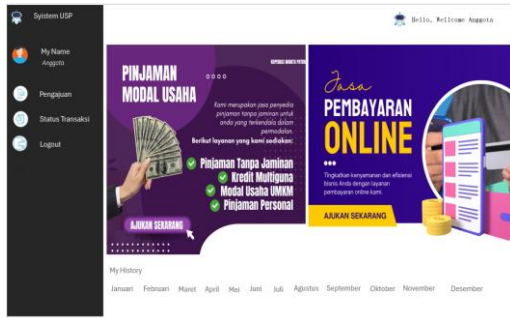 Syistem USP
Hello, Wellcome Anggota
My Name
Anggota
Pengajuan
Status Transaksi
Logout
PINJAMAN
MODAL USAHA
Kami merupakan jasa penyedia
pinjaman tanpa jaminan untuk
anda yang terkendala dalam
permodalan.
Berikut layanan yang kami sediakan:
Pinjaman Tanpa Jaminan
Kredit Multiguna
Modal Usaha UMKM
Pinjaman Personal
AJUKAN SEKARANG
Jasa
PEMBAYARAN
ONLINE
Tingkatkan kenyamanan dan efisiensi
bisnis Anda dengan layanan
pembayaran online kami.
AJUKAN SEKARANG
My History
Januari Februari Maret April Mei Juni Juli Agustus September Oktober November Desember